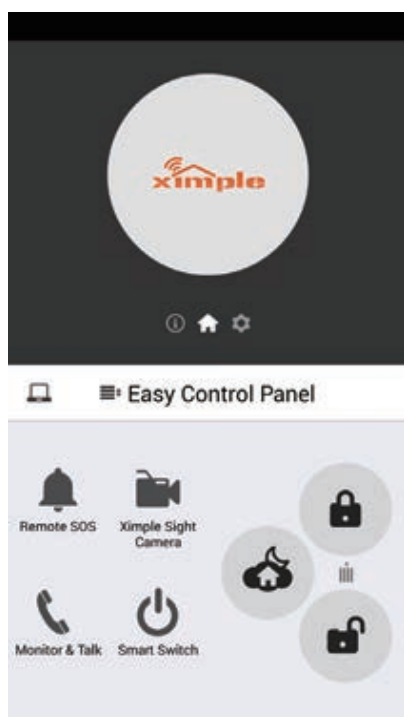 ximple
Easy Control Panel
Remote SOS
Ximple Sight
Camera
Monitor & Talk
Smart Switch